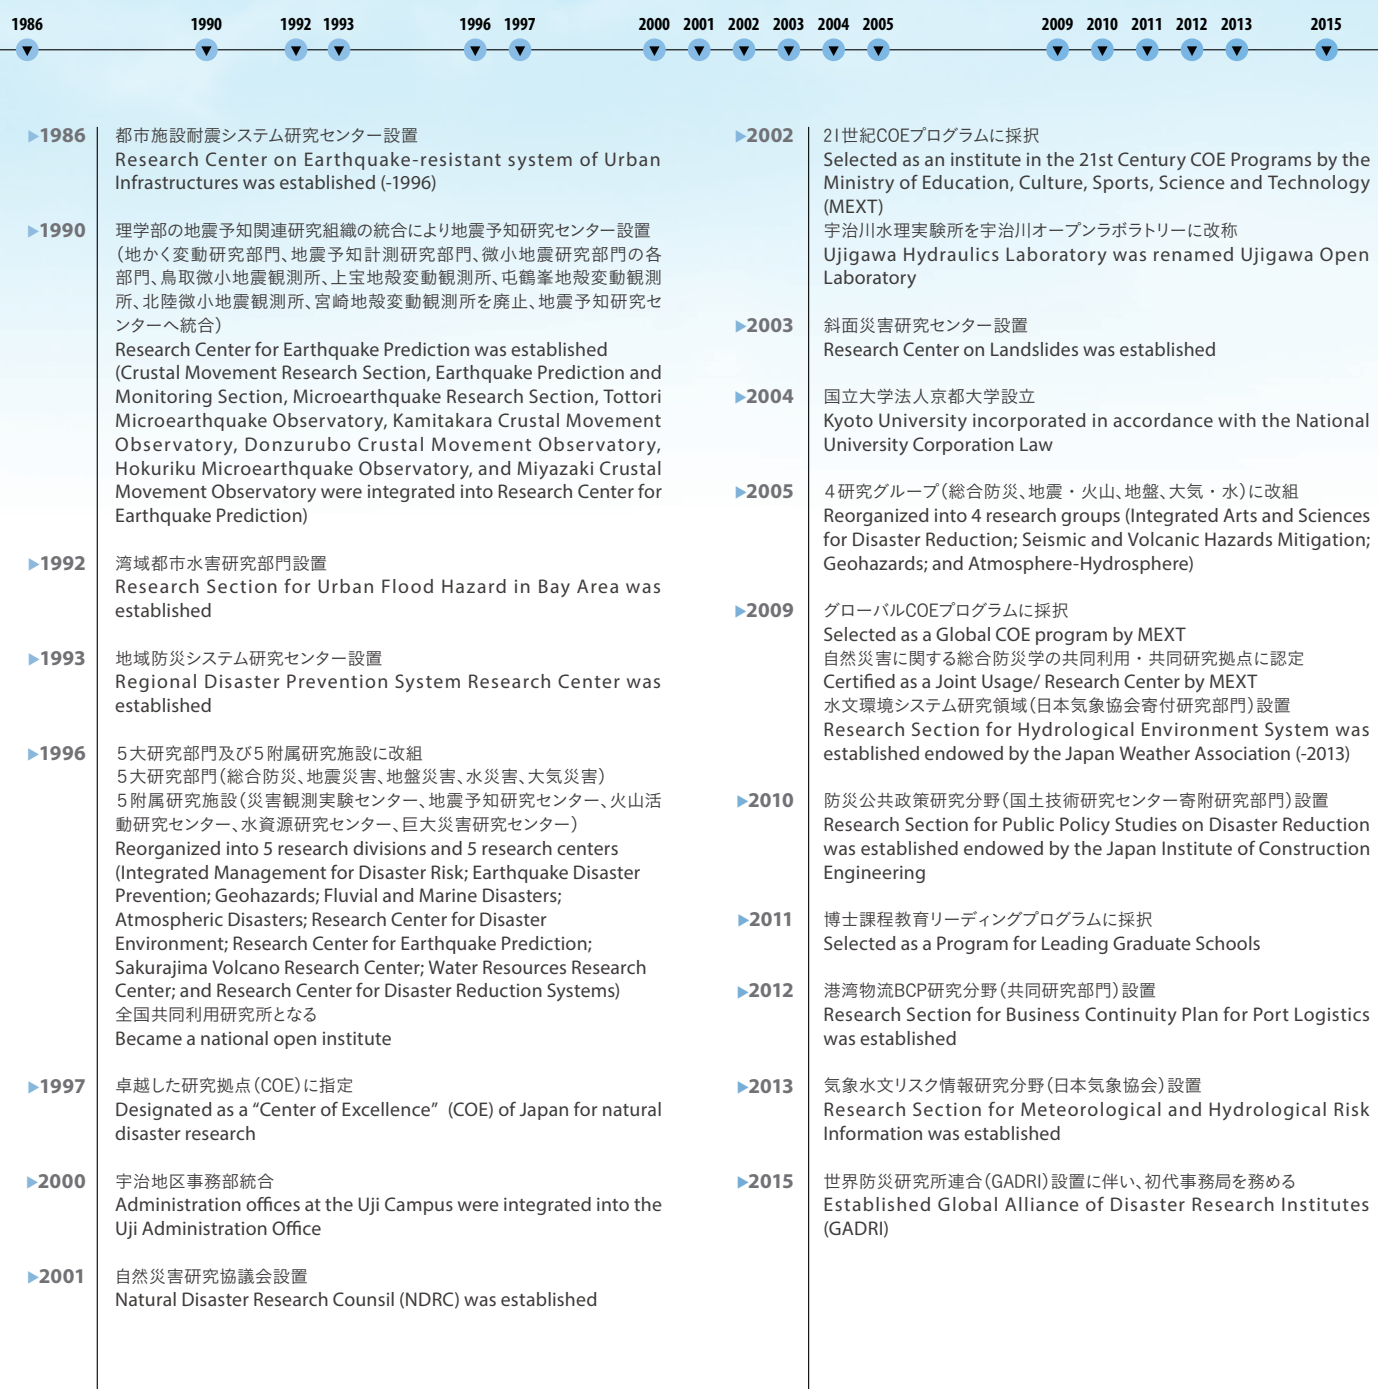 1986 1990 1992 1993 1996 1997 2000 2001 2002 2003 2004 2005 2009 2010 2011 2012 2013 2015
▶1986
都市施設耐震システム研究センター設置
Research Center on Earthquake-resistant system of Urban
Infrastructures was established (-1996)
▶1990
理学部の地震予知関連研究組織の統合により地震予知研究センター設置
（地かく変動研究部門、地震予知計測研究部門、微小地震研究部門の各
部門、鳥取微小地震観測所、上宝地殻変動観測所、屯鶴峯地殻変動観測
所、北陸微小地震観測所、宮崎地殻変動観測所を廃止、地震予知研究セ
ンターへ統合）
Research Center for Earthquake Prediction was established
(Crustal Movement Research Section, Earthquake Prediction and
Monitoring Section, Microearthquake Research Section, Tottori
Microearthquake Observatory, Kamitakara Crustal Movement
Observatory, Donzurubo Crustal Movement Observatory,
Hokuriku Microearthquake Observatory, and Miyazaki Crustal
Movement Observatory were integrated into Research Center for
Earthquake Prediction)
▶1992
湾域都市水害研究部門設置
Research Section for Urban Flood Hazard in Bay Area was
established
▶1993
地域防災システム研究センター設置
Regional Disaster Prevention System Research Center was
established
▶1996
５大研究部門及び５附属研究施設に改組
５大研究部門（総合防災、地震災害、地盤災害、水災害、大気災害）
５附属研究施設（災害観測実験センター、地震予知研究センター、火山活
動研究センター、水資源研究センター、巨大災害研究センター）
Reorganized into 5 research divisions and 5 research centers
(Integrated Management for Disaster Risk; Earthquake Disaster
Prevention; Geohazards; Fluvial and Marine Disasters;
Atmospheric Disasters; Research Center for Disaster
Environment; Research Center for Earthquake Prediction;
Sakurajima Volcano Research Center; Water Resources Research
Center; and Research Center for Disaster Reduction Systems)
全国共同利用研究所となる
Became a national open institute
▶1997
卓越した研究拠点（COE）に指定
Designated as a “Center of Excellence” (COE) of Japan for natural
disaster research
▶2000
宇治地区事務部統合
Administration offices at the Uji Campus were integrated into the
Uji Administration Office
▶2001
自然災害研究協議会設置
Natural Disaster Research Counsil (NDRC) was established
▶2002
21世紀COEプログラムに採択
Selected as an institute in the 21st Century COE Programs by the
Ministry of Education, Culture, Sports, Science and Technology
(MEXT)
宇治川水理実験所を宇治川オープンラボラトリーに改称
Ujigawa Hydraulics Laboratory was renamed Ujigawa Open
Laboratory
▶2003
斜面災害研究センター設置
Research Center on Landslides was established
▶2004
国立大学法人京都大学設立
Kyoto University incorporated in accordance with the National
University Corporation Law
▶2005
４研究グループ（総合防災、地震・火山、地盤、大気・水）に改組
Reorganized into 4 research groups (Integrated Arts and Sciences
for Disaster Reduction; Seismic and Volcanic Hazards Mitigation;
Geohazards; and Atmosphere-Hydrosphere)
▶2009
グローバルCOEプログラムに採択
Selected as a Global COE program by MEXT
自然災害に関する総合防災学の共同利用・共同研究拠点に認定
Certified as a Joint Usage/ Research Center by MEXT
水文環境システム研究領域（日本気象協会寄付研究部門）設置
Research Section for Hydrological Environment System was
established endowed by the Japan Weather Association (-2013)
▶2010
防災公共政策研究分野（国土技術研究センター寄附研究部門）設置
Research Section for Public Policy Studies on Disaster Reduction
was established endowed by the Japan Institute of Construction
Engineering
▶2011
博士課程教育リーディングプログラムに採択
Selected as a Program for Leading Graduate Schools
▶2012
港湾物流BCP研究分野（共同研究部門）設置
Research Section for Business Continuity Plan for Port Logistics
was established
▶2013
気象水文リスク情報研究分野（日本気象協会）設置
Research Section for Meteorological and Hydrological Risk
Information was established
▶2015
世界防災研究所連合（GADRI）設置に伴い、初代事務局を務める
Established Global Alliance of Disaster Research Institutes
(GADRI)